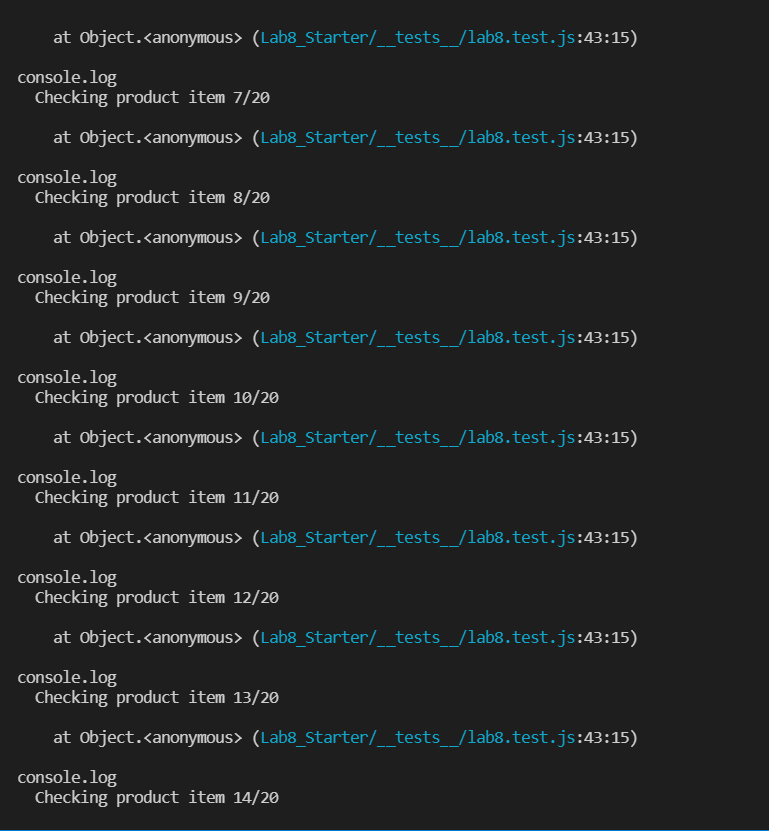 at Object.<anonymous> (Lab8_Starter/__tests__/lab8.test.js:43:15)
console.log
Checking product item 7/20
at Object.<anonymous> (Lab8_Starter/__tests__/lab8.test.js:43:15)
console.log
Checking product item 8/20
at Object.<anonymous> (Lab8_Starter/__tests__/lab8.test.js:43:15)
console.log
Checking product item 9/20
at Object.<anonymous> (Lab8_Starter/__tests__/lab8.test.js:43:15)
console.log
Checking product item 10/20
at Object.<anonymous> (Lab8_Starter/__tests__/lab8.test.js:43:15)
console.log
Checking product item 11/20
at Object.<anonymous> (Lab8_Starter/__tests__/lab8.test.js:43:15)
console.log
Checking product item 12/20
at Object.<anonymous> (Lab8_Starter/__tests__/lab8.test.js:43:15)
console.log
Checking product item 13/20
at Object.<anonymous> (Lab8_Starter/__tests__/lab8.test.js:43:15)
console.log
Checking product item 14/20